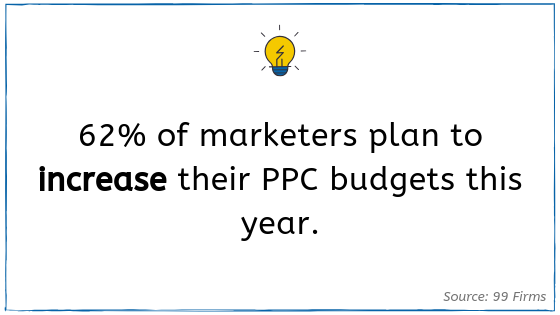 62% of marketers plan to
increase their PPC budgets this
year.
Source: 99 Firms